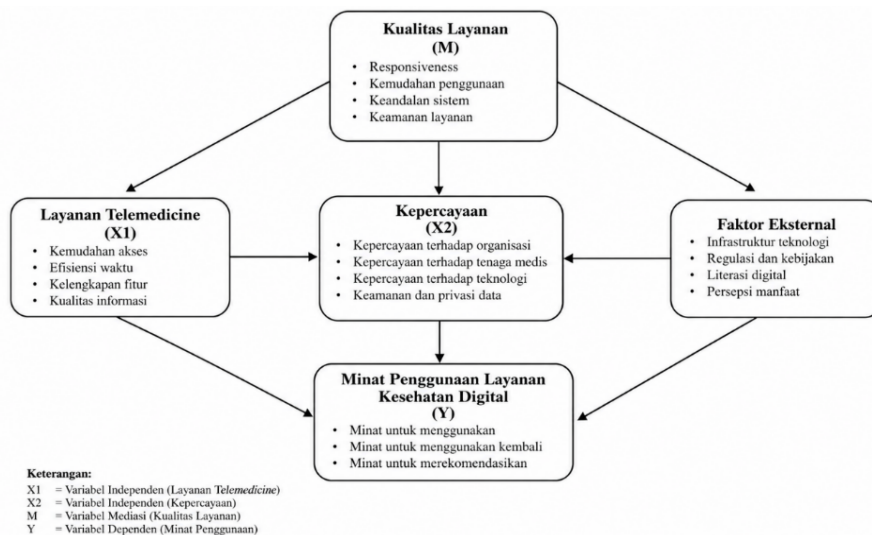 Kualitas Layanan
(M)
• Responsiveness
• Kemudahan penggunaan
• Keandalan sistem
• Keamanan layanan
Layanan Telemedicine
(X1)
• Kemudahan akses
• Efisiensi waktu
• Kelengkapan fitur
• Kualitas informasi
Kepercayaan
(X2)
• Kepercayaan terhadap organisasi
• Kepercayaan terhadap tenaga medis
• Kepercayaan terhadap teknologi
• Keamanan dan privasi data
Faktor Eksternal
• Infrastruktur teknologi
• Regulasi dan kebijakan
• Literasi digital
• Persepsi manfaat
Minat Penggunaan Layanan
Kesehatan Digital
(Y)
• Minat untuk menggunakan
• Minat untuk menggunakan kembali
• Minat untuk merekomendasikan
Keterangan:
X1 = Variabel Independen (Layanan Telemedicine)
X2 = Variabel Independen (Kepercayaan)
M = Variabel Mediasi (Kualitas Layanan)
Y = Variabel Dependen (Minat Penggunaan)